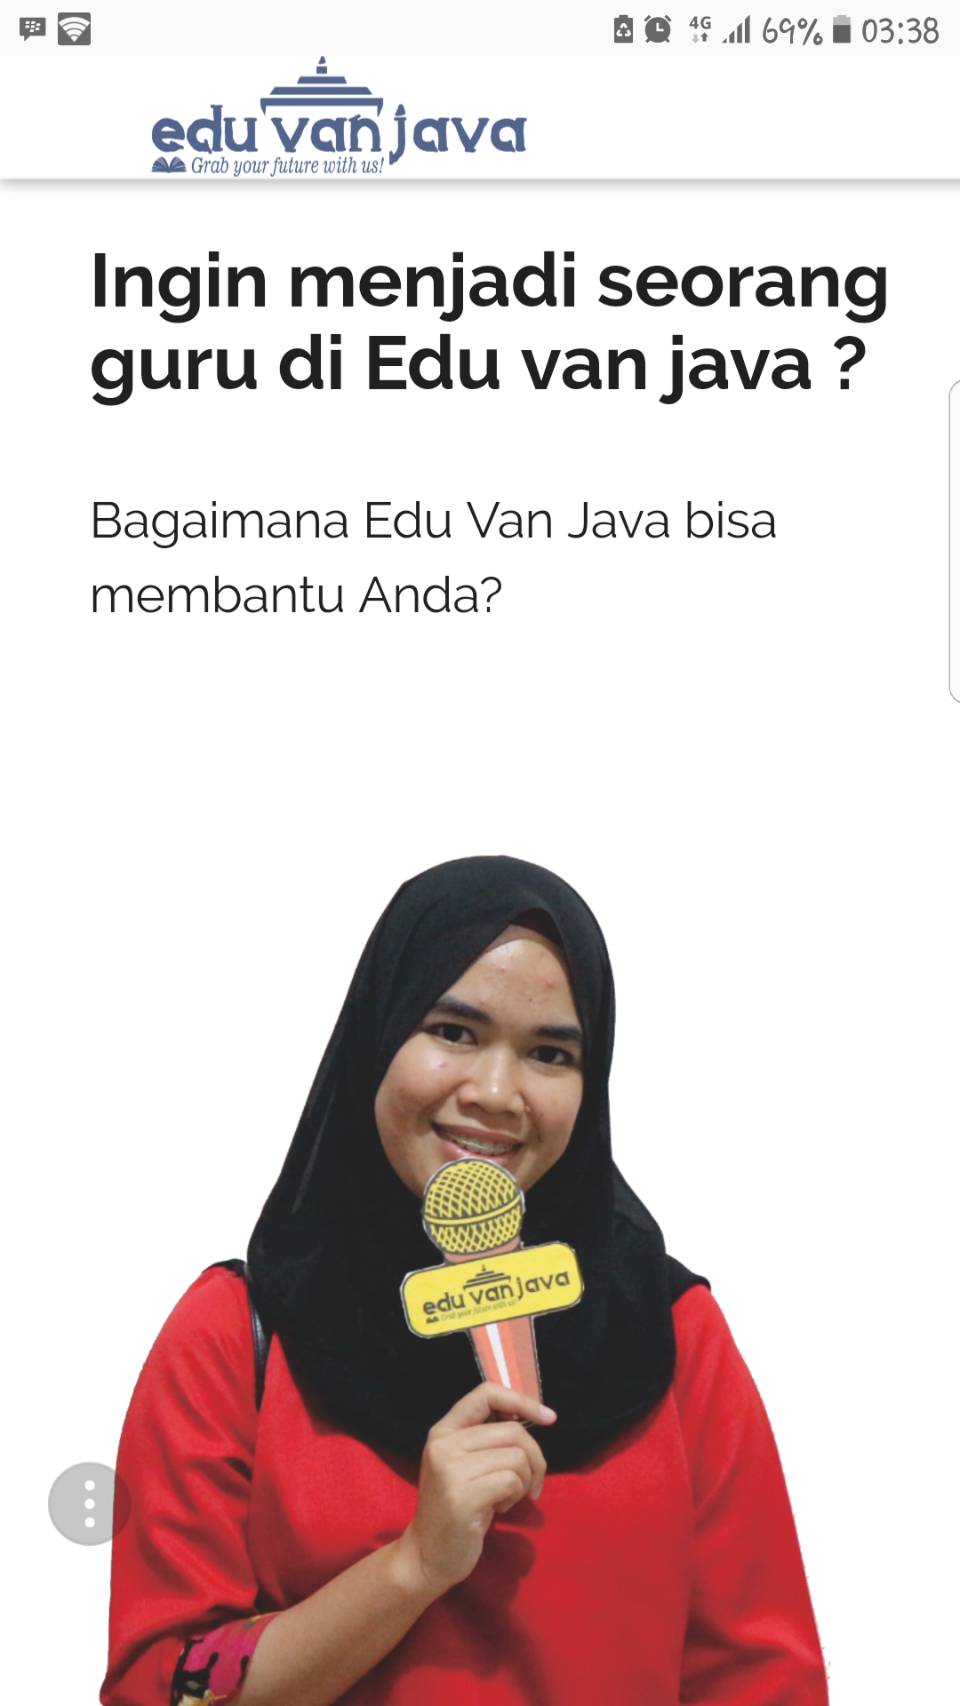 4G 69% 03:38
edu van java
Grab your future with us!
Ingin menjadi seorang
guru di Edu van java ?
Bagaimana Edu Van Java bisa
membantu Anda?
edu van java
Grab your future with us!